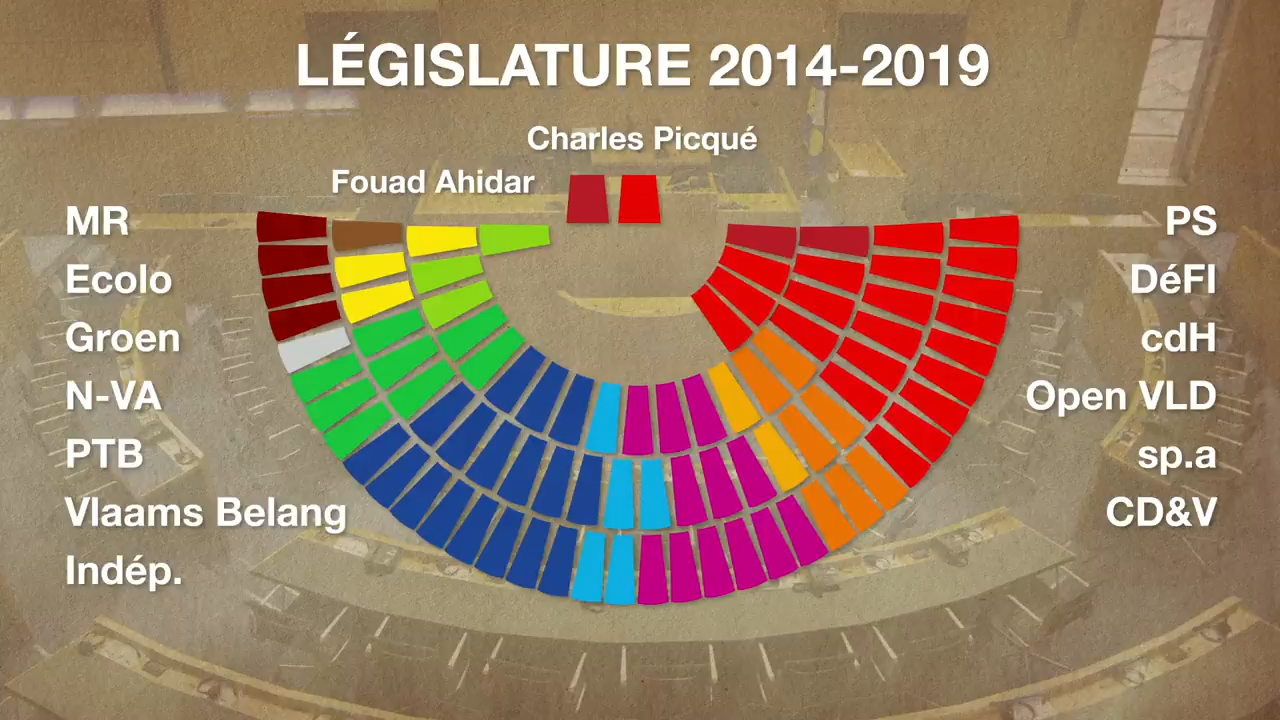 LÉGISLATURE 2014-2019
Charles Picqué
Fouad Ahidar
MR
Ecolo
Groen
N-VA
PTB
Vlaams Belang
Indép.
PS
DéFI
cdH
Open VLD
sp.a
CD&V